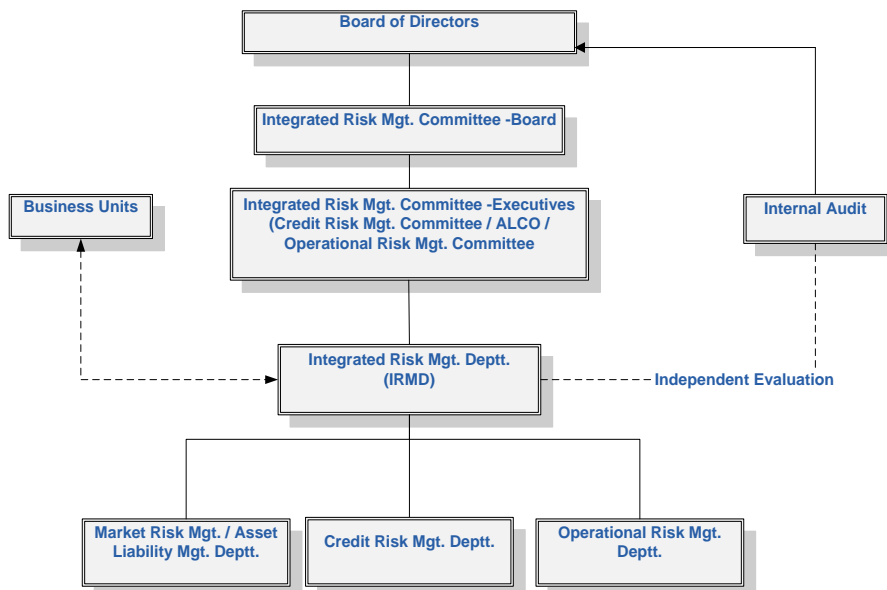 Board of Directors
Integrated Risk Mgt. Committee -Board
Business Units
Integrated Risk Mgt. Committee -Executives
(Credit Risk Mgt. Committee / ALCO /
Operational Risk Mgt. Committee
Internal Audit
Integrated Risk Mgt. Deptt.
(IRMD)
Independent Evaluation
Market Risk Mgt. / Asset
Liability Mgt. Deptt.
Credit Risk Mgt. Deptt.
Operational Risk Mgt.
Deptt.